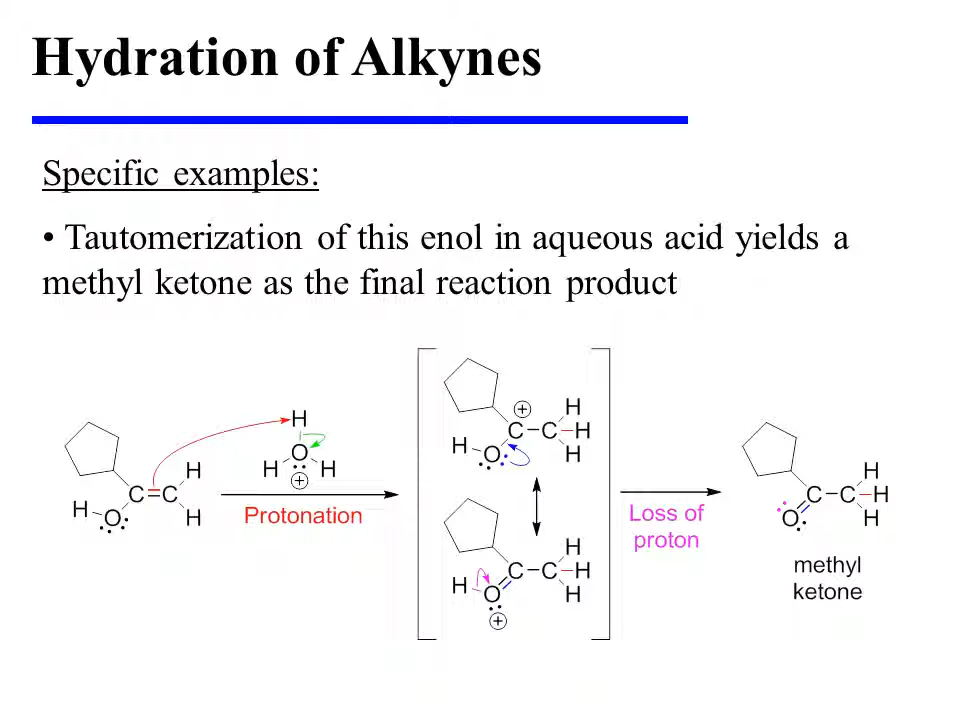 Hydration of Alkynes
Specific examples:
• Tautomerization of this enol in aqueous acid yields a
methyl ketone as the final reaction product
H
H O C = C H H
H O H
+
Protonation
+
H O C – C H H H
H O C – C H H H
+
Loss of
proton
O C – C H H H
methyl
ketone